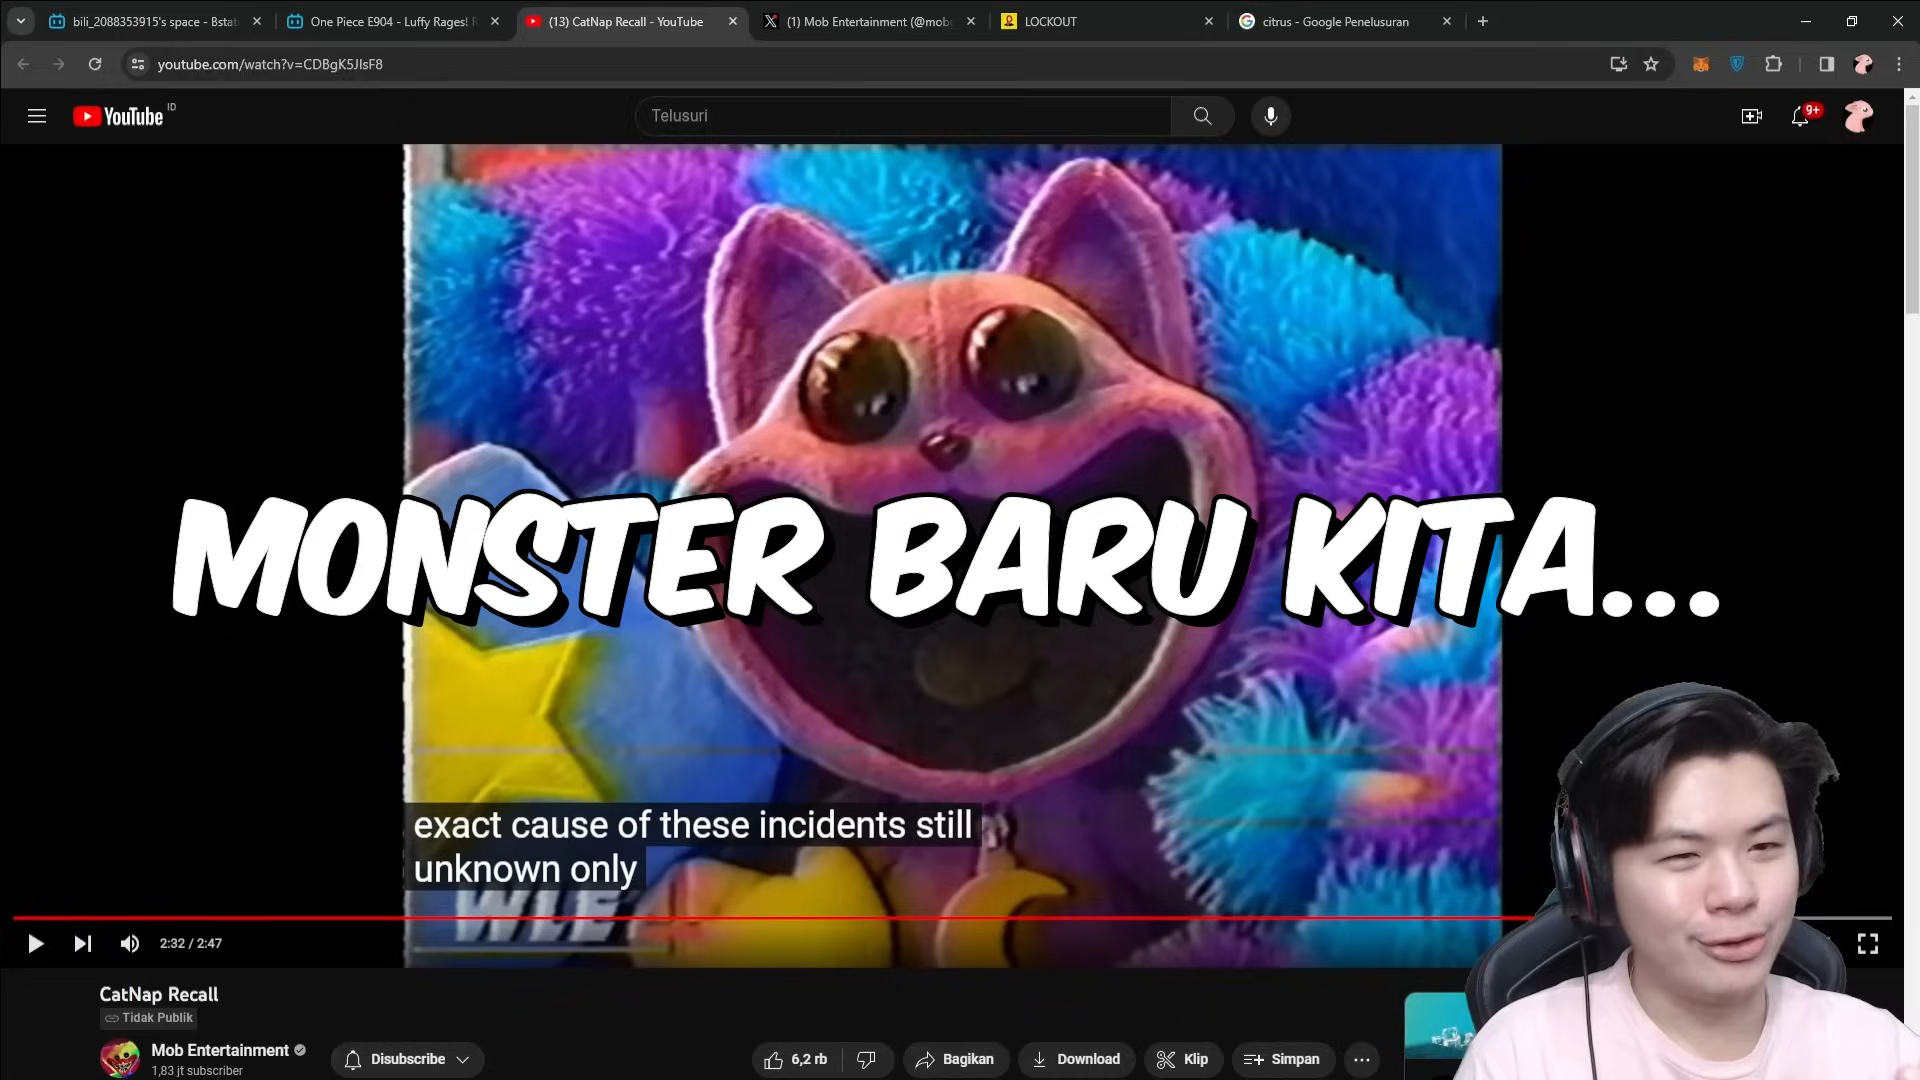 bili_2088353915's space - Bstat
One Piece E904 - Luffy Rages! R
(13) CatNap Recall - YouTube
(1) Mob Entertainment (@mob
LOCKOUT
citrus - Google Penelusuran
youtube.com/watch?v=CDBgK5JlsF8
YouTube ID
Telusuri
9+
MONSTER BARU KITA...
exact cause of these incidents still
unknown only
WLE
2:32 / 2:47
CatNap Recall
Tidak Publik
Mob Entertainment
1,83 jt subscriber
Disubscribe
6,2 rb
Bagikan
Download
Klip
Simpan